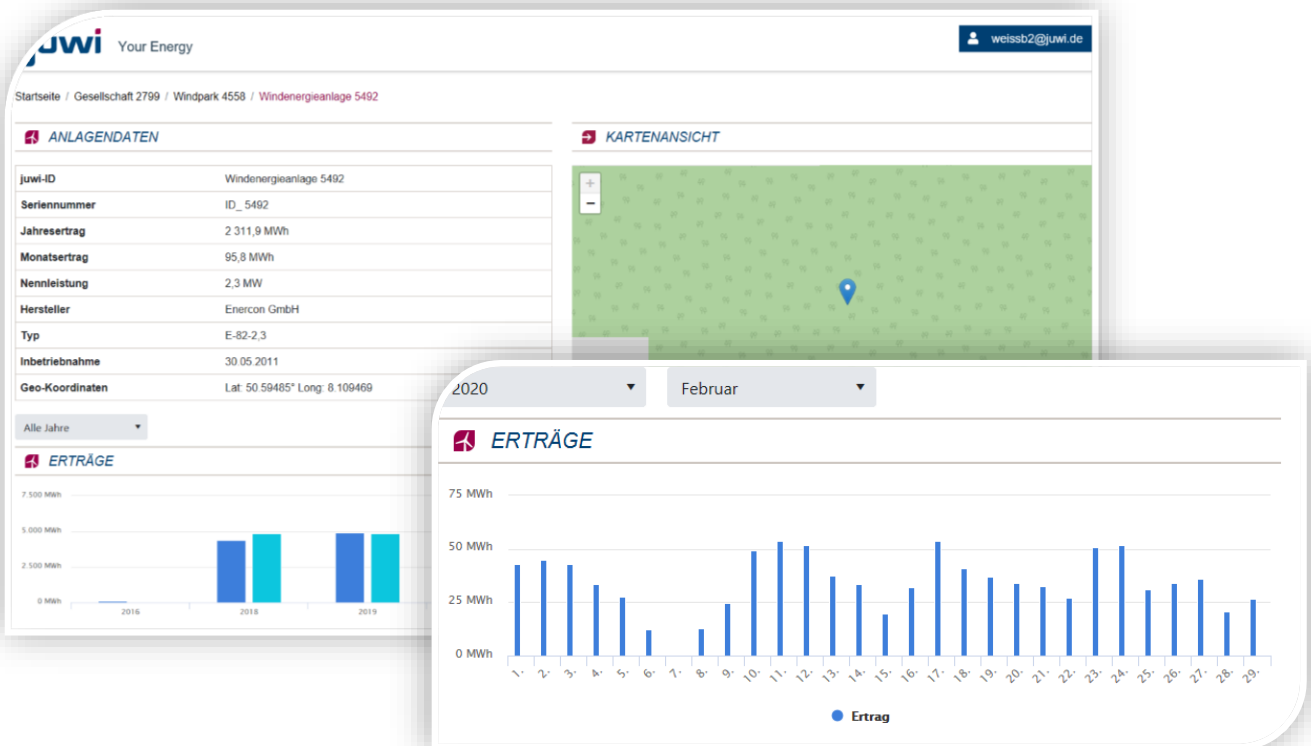 juwi Your Energy
weissb2@juwi.de
Startseite / Gesellschaft 2799 / Windpark 4558 / Windenergieanlage 5492
ANLAGENDATEN
juwi-ID Windenergieanlage 5492
Seriennummer ID_ 5492
Jahresertrag 2 311,9 MWh
Monatsertrag 95,8 MWh
Nennleistung 2,3 MW
Hersteller Enercon GmbH
Typ E-82-2,3
Inbetriebnahme 30.05.2011
Geo-Koordinaten Lat: 50.59485° Long: 8.109469
Alle Jahre
ERTRÄGE
7.500 MWh
5.000 MWh
2.500 MWh
0 MWh
2016 2018 2019
KARTENANSICHT
+
−
2020 Februar
ERTRÄGE
75 MWh
50 MWh
25 MWh
0 MWh
1. 2. 3. 4. 5. 6. 7. 8. 9. 10. 11. 12. 13. 14. 15. 16. 17. 18. 19. 20. 21. 22. 23. 24. 25. 26. 27. 28. 29.
Ertrag